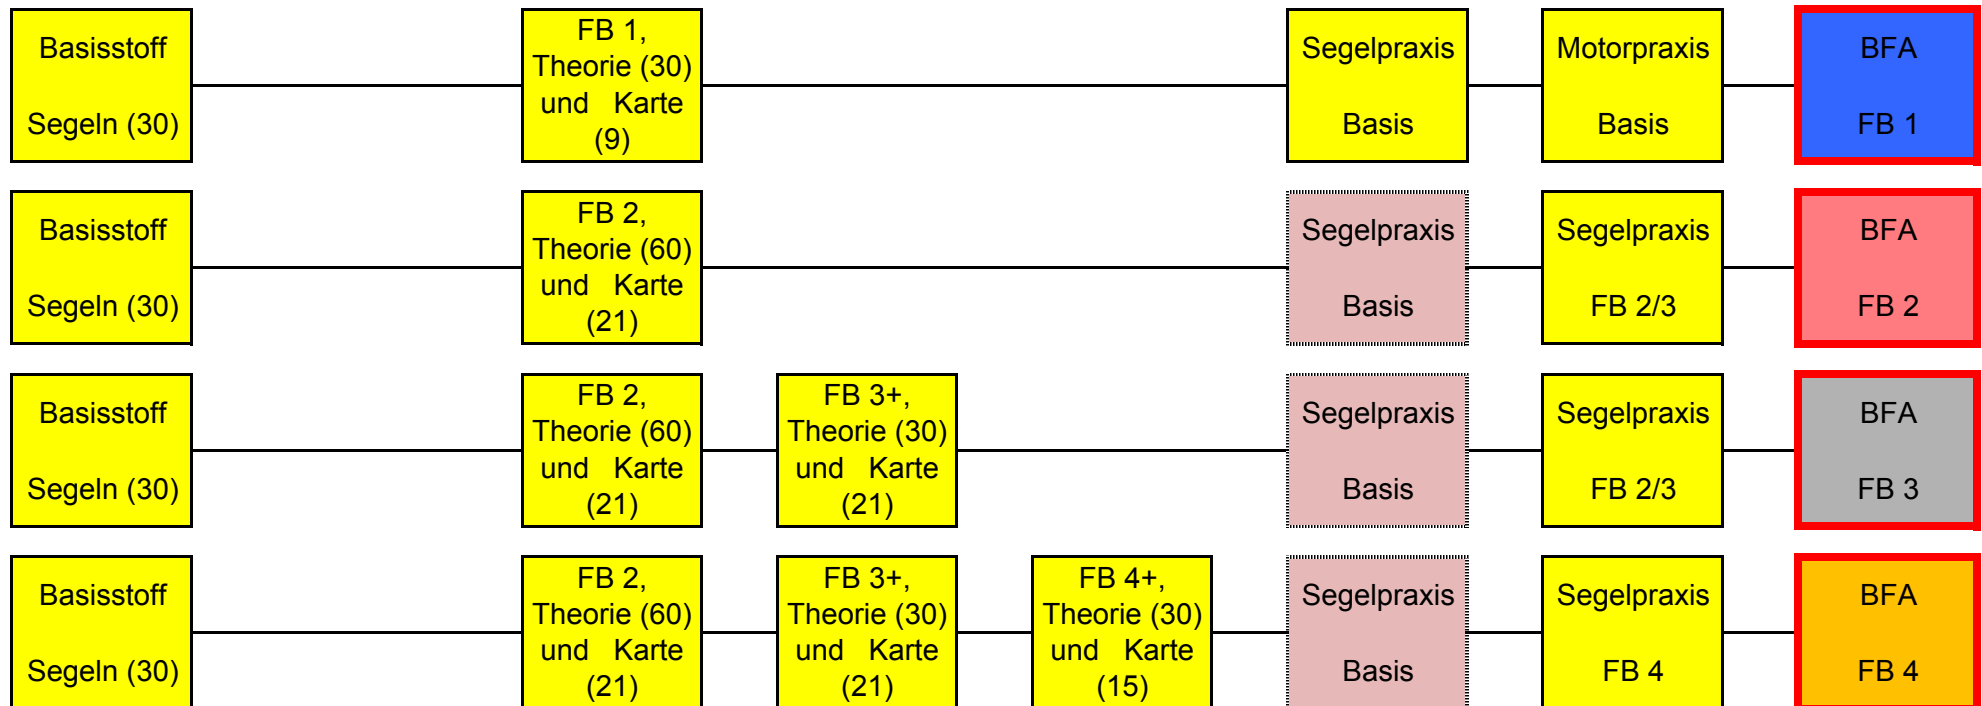 Basisstoff
Segeln (30)
FB 1,
Theorie (30)
und Karte
(9)
Segelpraxis
Basis
Motorpraxis
Basis
BFA
FB 1
Basisstoff
Segeln (30)
FB 2,
Theorie (60)
und Karte
(21)
Segelpraxis
Basis
Segelpraxis
FB 2/3
BFA
FB 2
Basisstoff
Segeln (30)
FB 2,
Theorie (60)
und Karte
(21)
FB 3+,
Theorie (30)
und Karte
(21)
Segelpraxis
Basis
Segelpraxis
FB 2/3
BFA
FB 3
Basisstoff
Segeln (30)
FB 2,
Theorie (60)
und Karte
(21)
FB 3+,
Theorie (30)
und Karte
(21)
FB 4+,
Theorie (30)
und Karte
(15)
Segelpraxis
Basis
Segelpraxis
FB 4
BFA
FB 4